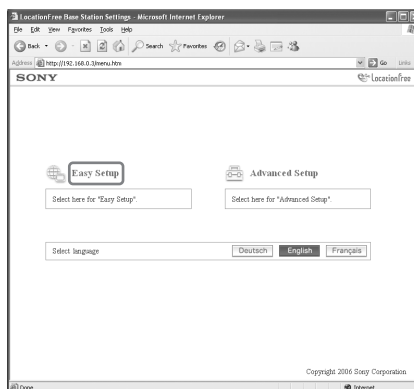 LocationFree Base Station Settings - Microsoft Internet Explorer
File Edit View Favorites Tools Help
Back Search Favorites
Address http://192.168.0.3/menu.htm Go Links
SONY LocationFree
Easy Setup Advanced Setup
Select here for "Easy Setup". Select here for "Advanced Setup".
Select language Deutsch English Français
Copyright 2006 Sony Corporation
Done Internet